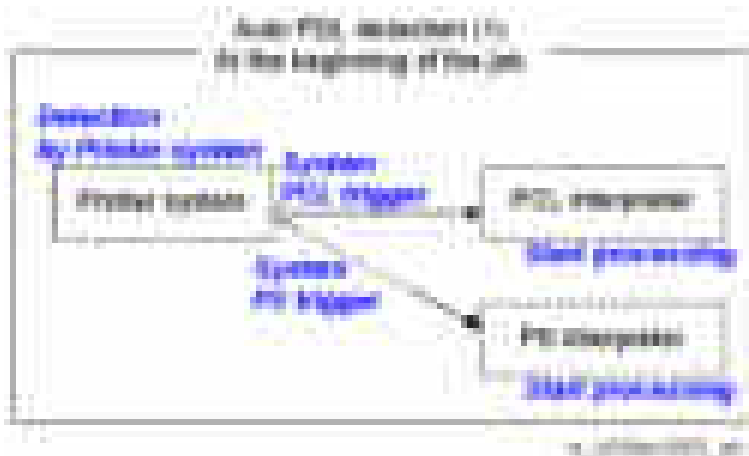 Auto PDL detection (1)
At the beginning of the job
Detection
by Printer system
System
PCL trigger
Printer system
PCL interpreter
Start processing
System
PS trigger
PS interpreter
Start processing